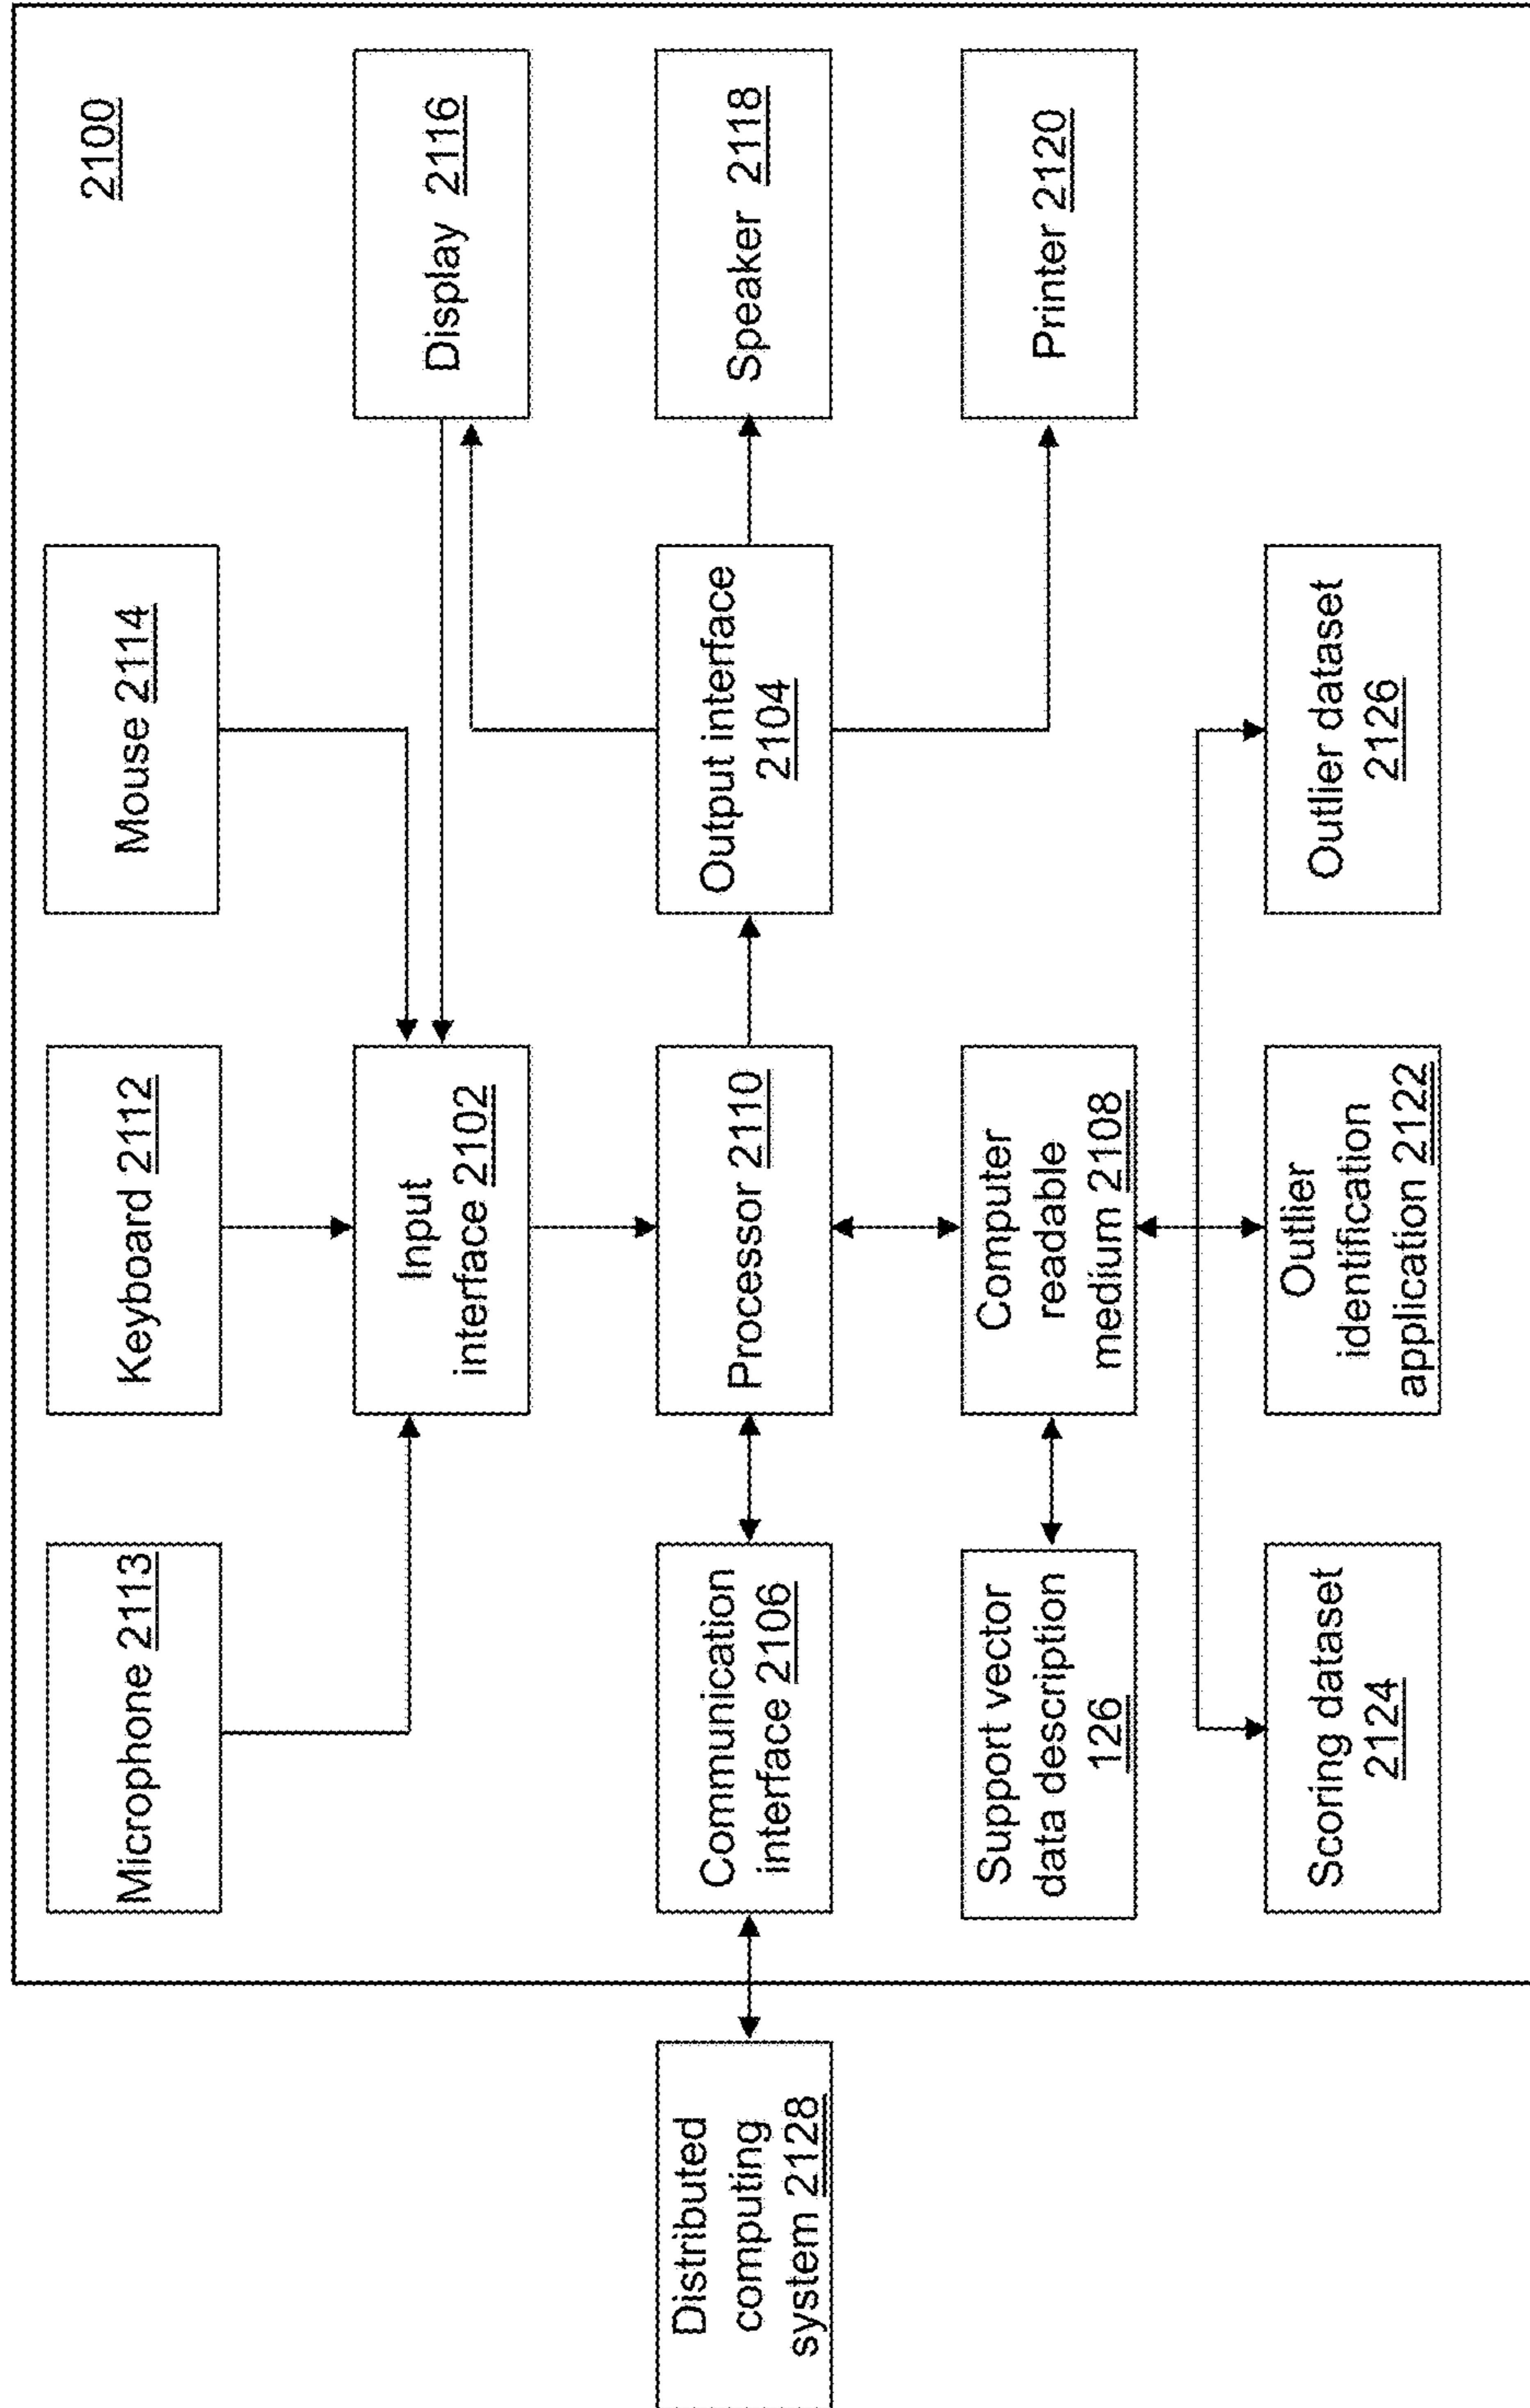 2100
Microphone 2113
Keyboard 2112
Mouse 2114
Input
interface 2102
Display 2116
Distributed
computing
system 2128
Communication
interface 2106
Processor 2110
Output interface
2104
Speaker 2118
Support vector
data description
126
Computer
readable
medium 2108
Printer 2120
Scoring dataset
2124
Outlier
identification
application 2122
Outlier dataset
2126